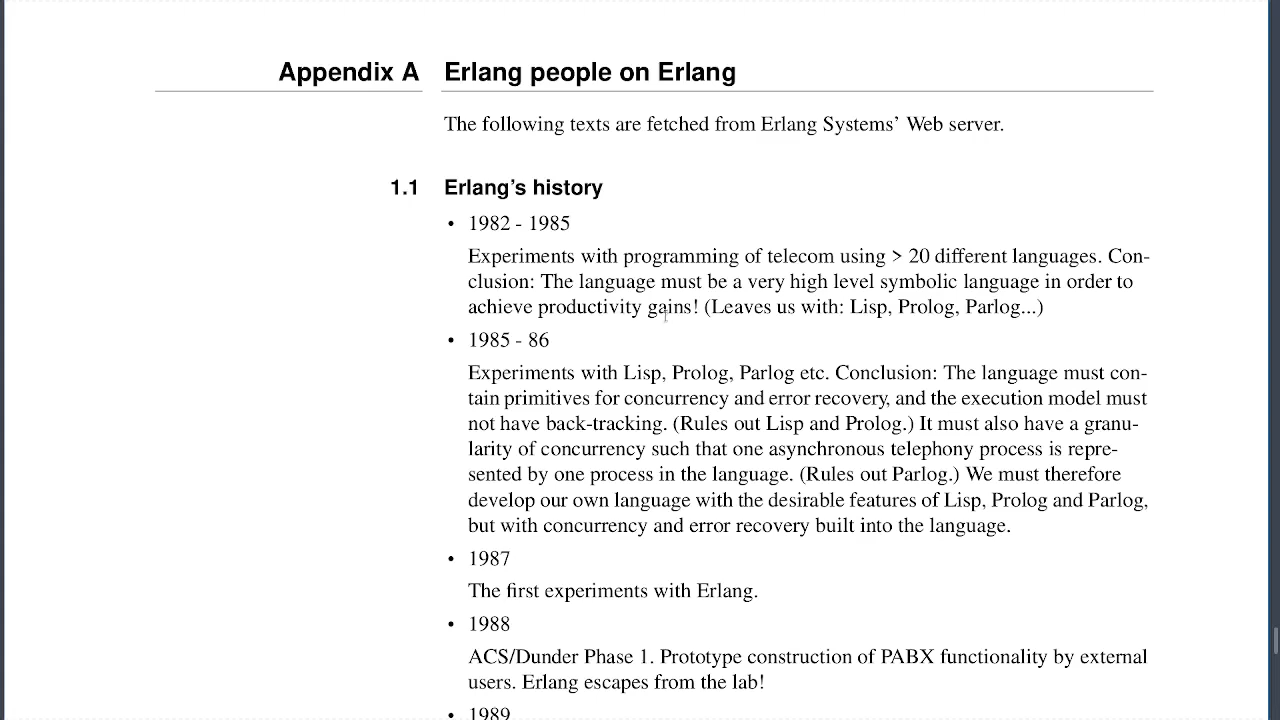 Appendix A Erlang people on Erlang
The following texts are fetched from Erlang Systems’ Web server.
1.1 Erlang’s history
• 1982 - 1985
Experiments with programming of telecom using > 20 different languages. Con-
clusion: The language must be a very high level symbolic language in order to
achieve productivity gains! (Leaves us with: Lisp, Prolog, Parlog...)
• 1985 - 86
Experiments with Lisp, Prolog, Parlog etc. Conclusion: The language must con-
tain primitives for concurrency and error recovery, and the execution model must
not have back-tracking. (Rules out Lisp and Prolog.) It must also have a granu-
larity of concurrency such that one asynchronous telephony process is repre-
sented by one process in the language. (Rules out Parlog.) We must therefore
develop our own language with the desirable features of Lisp, Prolog and Parlog,
but with concurrency and error recovery built into the language.
• 1987
The first experiments with Erlang.
• 1988
ACS/Dunder Phase 1. Prototype construction of PABX functionality by external
users. Erlang escapes from the lab!
• 1989